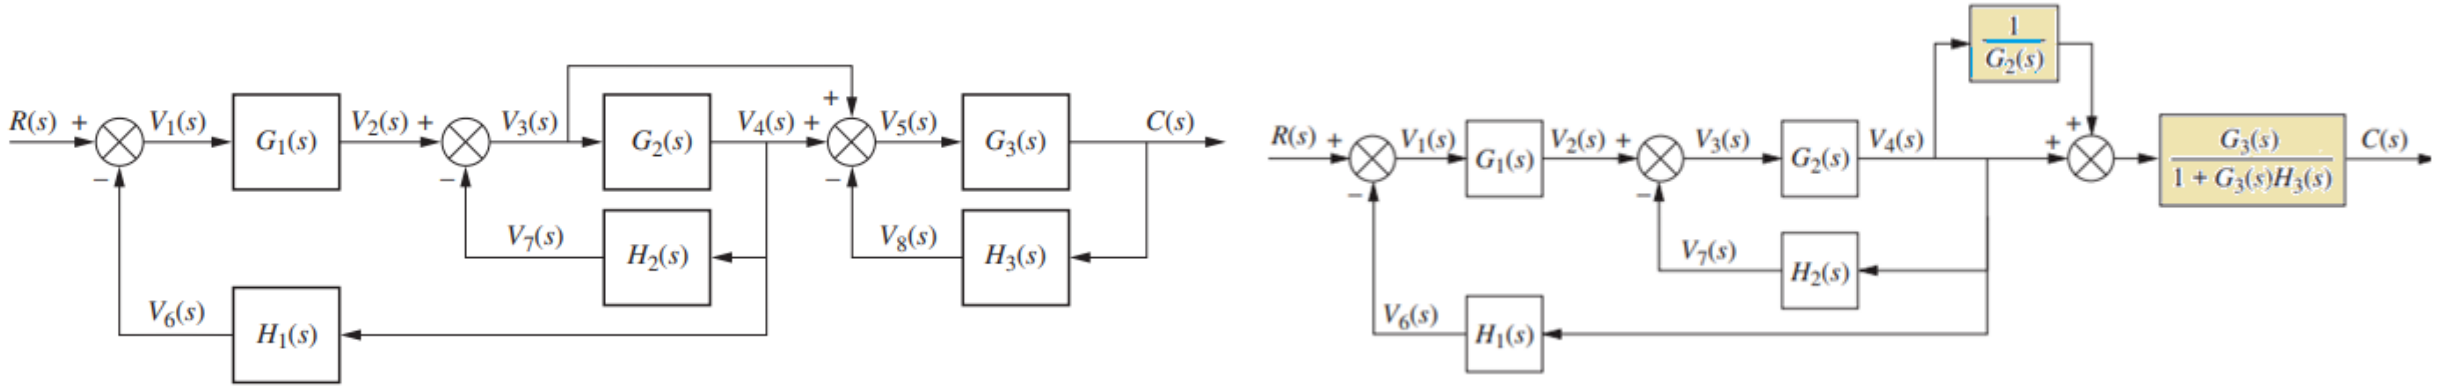 R(s) +
V₁(s)
G₁(s)
V₂(s) +
V₃(s)
G₂(s)
V₄(s) +
+
V₅(s)
G₃(s)
C(s)
−
−
−
V₇(s)
H₂(s)
V₈(s)
H₃(s)
V₆(s)
H₁(s)
1
G₂(s)
R(s) +
V₁(s)
G₁(s)
V₂(s) +
V₃(s)
G₂(s)
V₄(s)
+
+
G₃(s)
1 + G₃(s)H₃(s)
C(s)
−
−
V₇(s)
H₂(s)
V₆(s)
H₁(s)